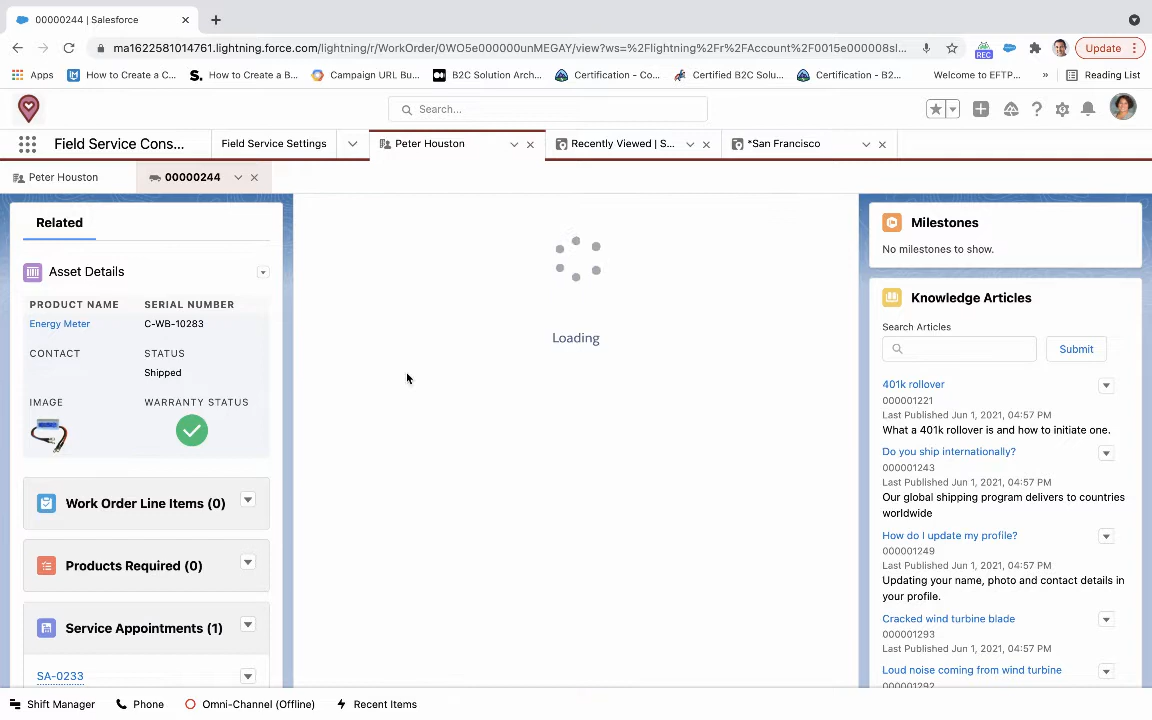 00000244 | Salesforce
ma1622581014761.lightning.force.com/lightning/r/WorkOrder/0WO5e000000unMEGAY/view?ws=%2Flightning%2Fr%2FAccount%2F0015e000008sl...
REC
Update
Apps
How to Create a C...
How to Create a B...
Campaign URL Bu...
B2C Solution Arch...
Certification - Co...
Certified B2C Solu...
Certification - B2...
Welcome to EFTP...
»
Reading List
Search...
Field Service Cons...
Field Service Settings
Peter Houston
Recently Viewed | S...
*San Francisco
Peter Houston
00000244
Related
Asset Details
PRODUCT NAME SERIAL NUMBER
Energy Meter C-WB-10283
CONTACT STATUS
Shipped
IMAGE WARRANTY STATUS
Work Order Line Items (0)
Products Required (0)
Service Appointments (1)
SA-0233
Loading
Milestones
No milestones to show.
Knowledge Articles
Search Articles
Submit
401k rollover
000001221
Last Published Jun 1, 2021, 04:57 PM
What a 401k rollover is and how to initiate one.
Do you ship internationally?
000001243
Last Published Jun 1, 2021, 04:57 PM
Our global shipping program delivers to countries
worldwide
How do I update my profile?
000001249
Last Published Jun 1, 2021, 04:57 PM
Updating your name, photo and contact details in
your profile.
Cracked wind turbine blade
000001293
Last Published Jun 1, 2021, 04:57 PM
Loud noise coming from wind turbine
000001292
Shift Manager
Phone
Omni-Channel (Offline)
Recent Items